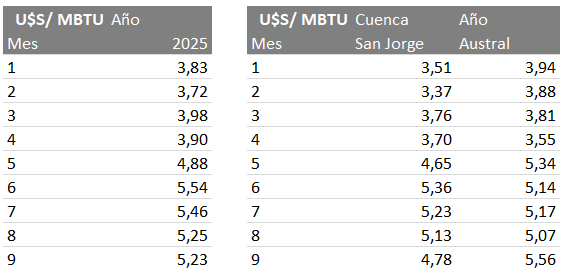 U$S/ MBTU Año
Mes 2025
1 3,83
2 3,72
3 3,98
4 3,90
5 4,88
6 5,54
7 5,46
8 5,25
9 5,23
U$S/ MBTU Cuenca Año
Mes San Jorge Austral
1 3,51 3,94
2 3,37 3,88
3 3,76 3,81
4 3,70 3,55
5 4,65 5,34
6 5,36 5,14
7 5,23 5,17
8 5,13 5,07
9 4,78 5,56